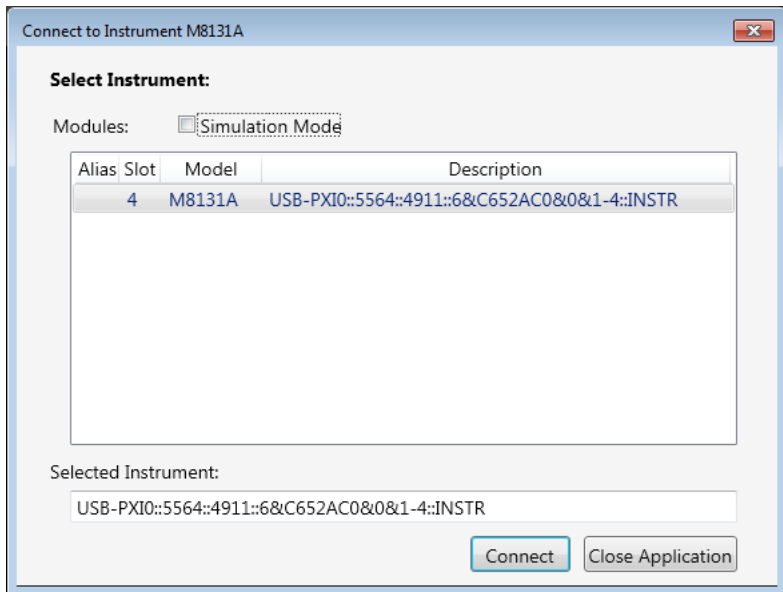 Connect to Instrument M8131A
Select Instrument:
Modules: Simulation Mode
Alias Slot Model Description
4 M8131A USB-PXI0::5564::4911::6&C652AC0&0&1-4::INSTR
Selected Instrument:
USB-PXI0::5564::4911::6&C652AC0&0&1-4::INSTR
Connect Close Application